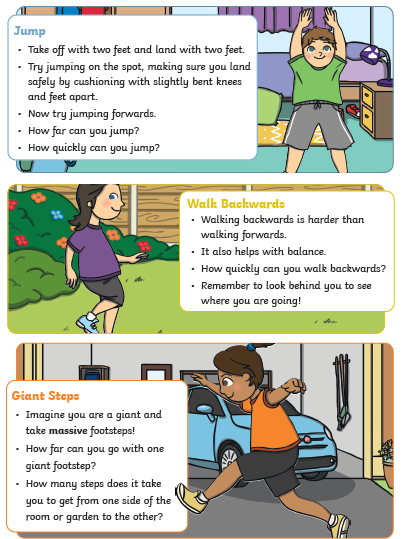 Jump
• Take off with two feet and land with two feet.
• Try jumping on the spot, making sure you land
safely by cushioning with slightly bent knees
and feet apart.
• Now try jumping forwards.
• How far can you jump?
• How quickly can you jump?
Walk Backwards
• Walking backwards is harder than
walking forwards.
• It also helps with balance.
• How quickly can you walk backwards?
• Remember to look behind you to see
where you are going!
Giant Steps
• Imagine you are a giant and
take massive footsteps!
• How far can you go with one
giant footstep?
• How many steps does it take
you to get from one side of the
room or garden to the other?